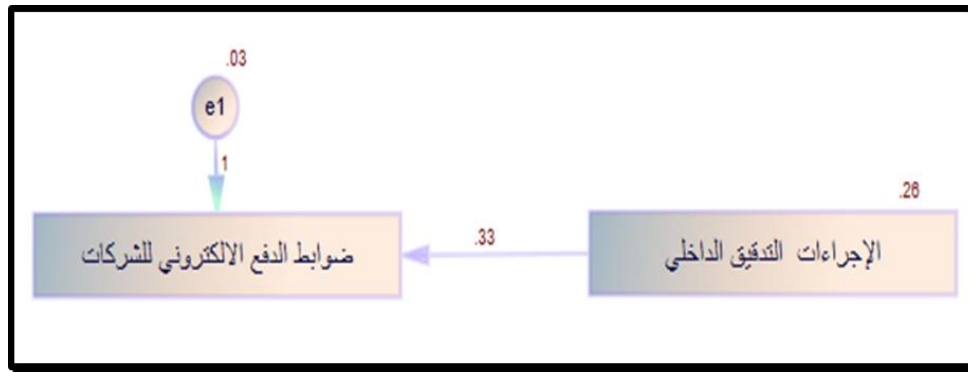 .03
e1
1
.26
ضوابط الدفع الالكتروني للشركات
.33
الإجراءات التدقيق الداخلي